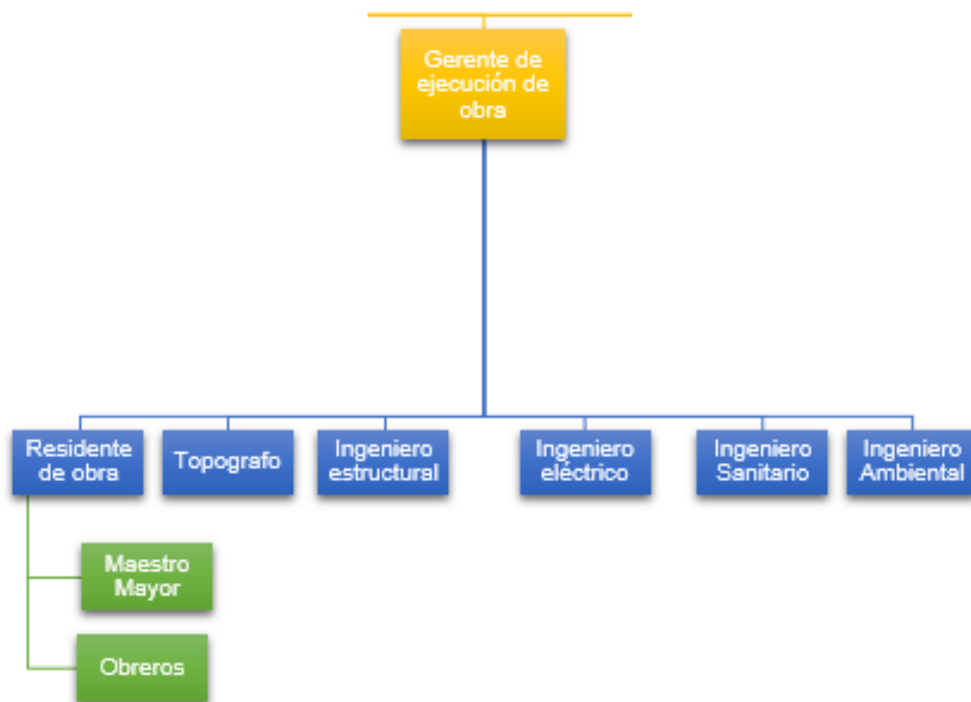 Gerente de
ejecución de
obra
Residente
de obra
Topografo
Ingeniero
estructural
Ingeniero
eléctrico
Ingeniero
Sanitario
Ingeniero
Ambiental
Maestro
Mayor
Obreros